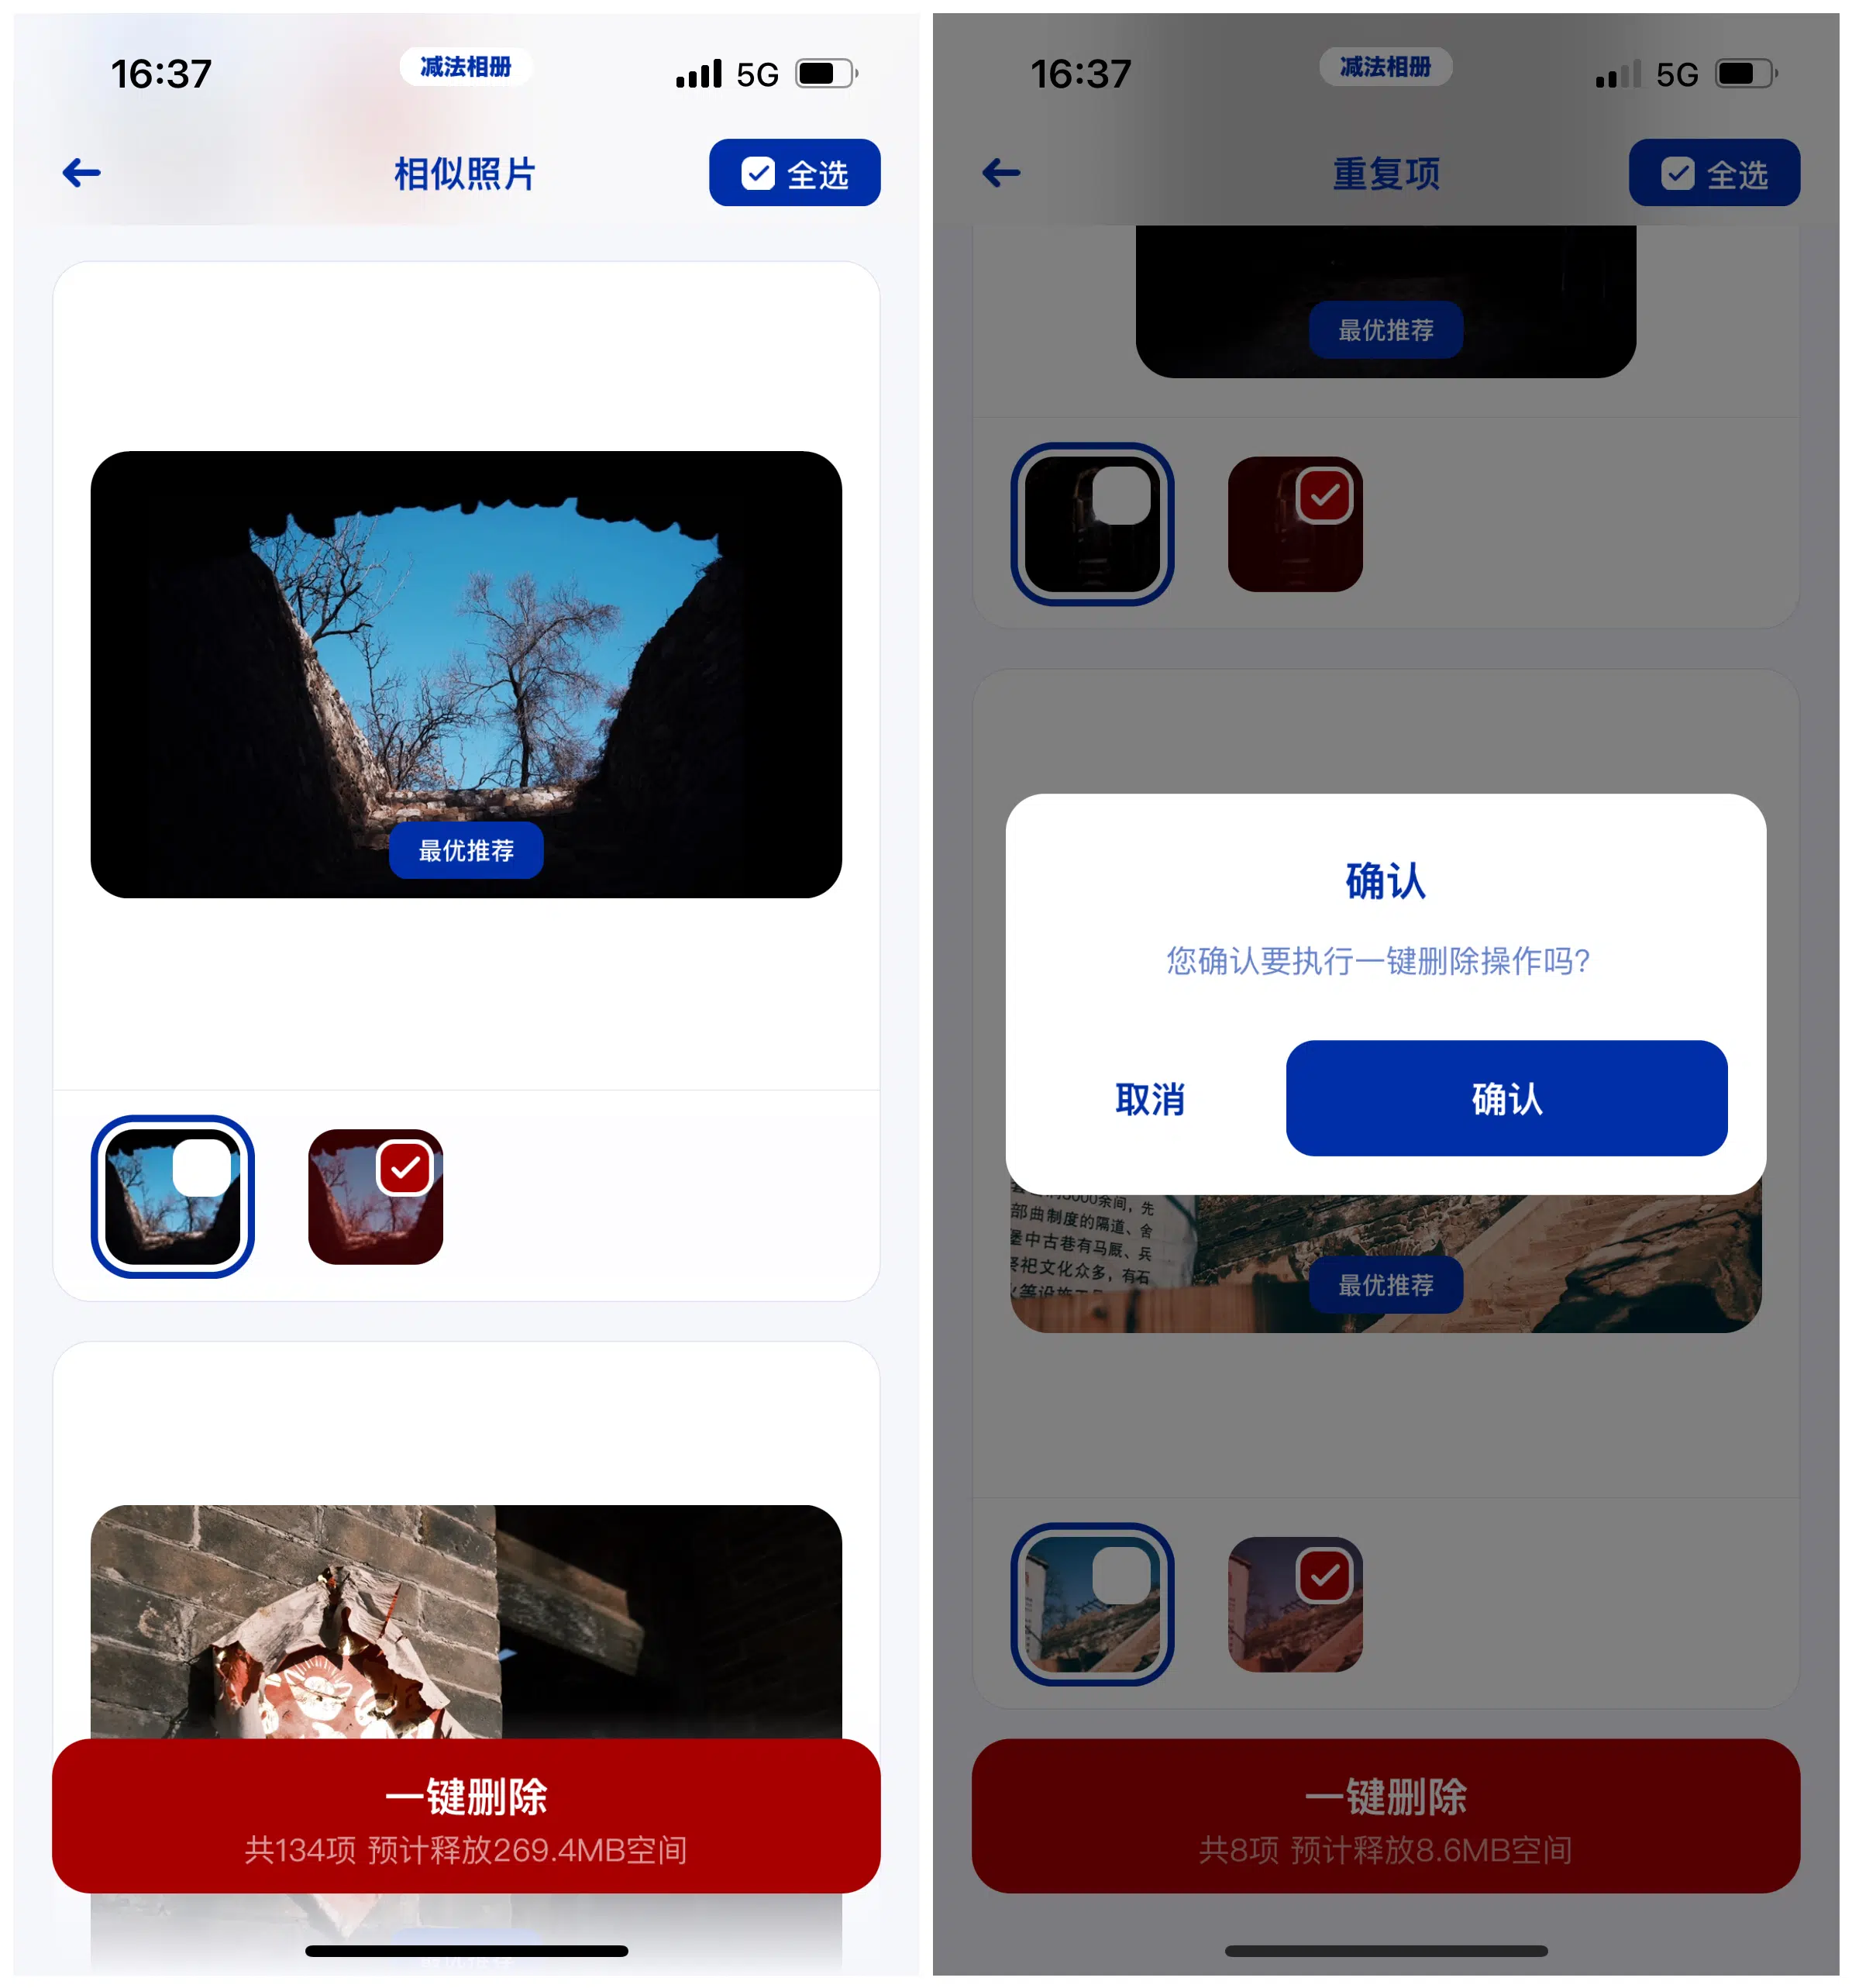 16:37
减法相册
5G
相似照片
全选
最优推荐
一键删除
共134项 预计释放269.4MB空间
16:37
减法相册
5G
重复项
全选
最优推荐
确认
您确认要执行一键删除操作吗?
取消
确认
000余间，先
部曲制度的隧道、舍
堡中古巷有马厩、兵
祭祀文化众多，有石
最优推荐
一键删除
共8项 预计释放8.6MB空间